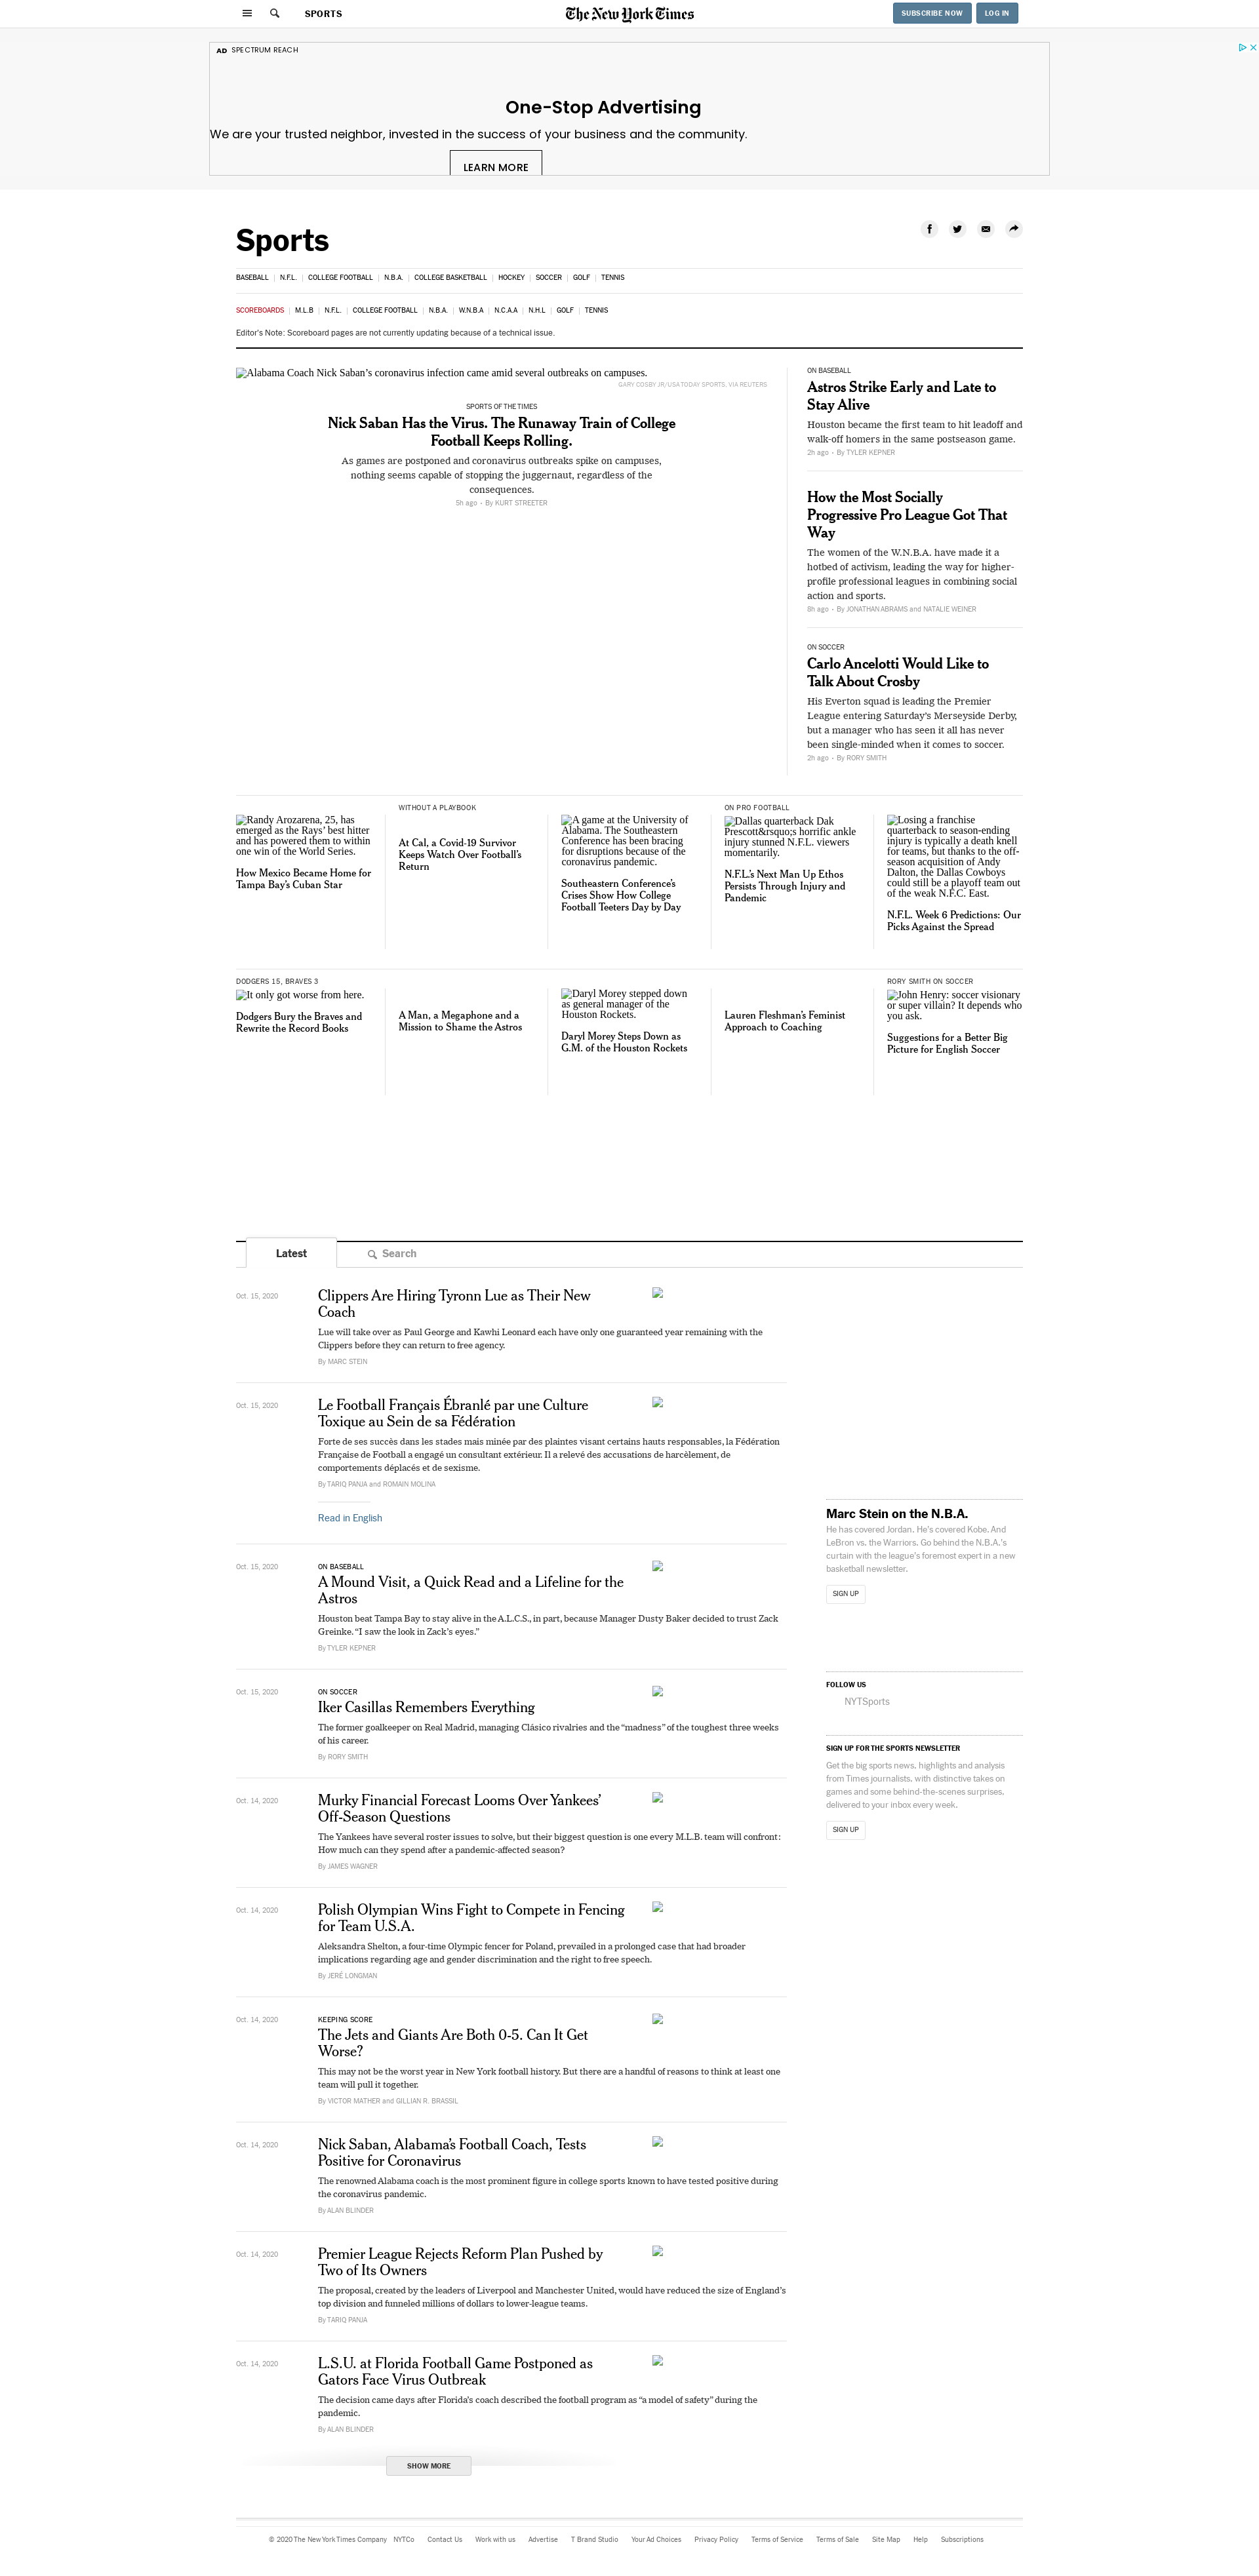 SPORTS
The New York Times
SUBSCRIBE NOW
LOG IN
AD SPECTRUM REACH
One-Stop Advertising
We are your trusted neighbor, invested in the success of your business and the community.
LEARN MORE
Sports
BASEBALL | N.F.L. | COLLEGE FOOTBALL | N.B.A. | COLLEGE BASKETBALL | HOCKEY | SOCCER | GOLF | TENNIS
SCOREBOARDS | M.L.B | N.F.L. | COLLEGE FOOTBALL | N.B.A. | W.N.B.A | N.C.A.A | N.H.L | GOLF | TENNIS
Editor's Note: Scoreboard pages are not currently updating because of a technical issue.
Alabama Coach Nick Saban’s coronavirus infection came amid several outbreaks on campuses.
GARY COSBY JR/USA TODAY SPORTS, VIA REUTERS
SPORTS OF THE TIMES
Nick Saban Has the Virus. The Runaway Train of College
Football Keeps Rolling.
As games are postponed and coronavirus outbreaks spike on campuses,
nothing seems capable of stopping the juggernaut, regardless of the
consequences.
5h ago • By KURT STREETER
ON BASEBALL
Astros Strike Early and Late to
Stay Alive
Houston became the first team to hit leadoff and
walk-off homers in the same postseason game.
2h ago • By TYLER KEPNER
How the Most Socially
Progressive Pro League Got That
Way
The women of the W.N.B.A. have made it a
hotbed of activism, leading the way for higher-
profile professional leagues in combining social
action and sports.
8h ago • By JONATHAN ABRAMS and NATALIE WEINER
ON SOCCER
Carlo Ancelotti Would Like to
Talk About Crosby
His Everton squad is leading the Premier
League entering Saturday’s Merseyside Derby,
but a manager who has seen it all has never
been single-minded when it comes to soccer.
2h ago • By RORY SMITH
Randy Arozarena, 25, has
emerged as the Rays’ best hitter
and has powered them to within
one win of the World Series.
How Mexico Became Home for
Tampa Bay’s Cuban Star
WITHOUT A PLAYBOOK
At Cal, a Covid-19 Survivor
Keeps Watch Over Football’s
Return
A game at the University of
Alabama. The Southeastern
Conference has been bracing
for disruptions because of the
coronavirus pandemic.
Southeastern Conference’s
Crises Show How College
Football Teeters Day by Day
ON PRO FOOTBALL
Dallas quarterback Dak
Prescott&rsquo;s horrific ankle
injury stunned N.F.L. viewers
momentarily.
N.F.L.’s Next Man Up Ethos
Persists Through Injury and
Pandemic
Losing a franchise
quarterback to season-ending
injury is typically a death knell
for teams, but thanks to the off-
season acquisition of Andy
Dalton, the Dallas Cowboys
could still be a playoff team out
of the weak N.F.C. East.
N.F.L. Week 6 Predictions: Our
Picks Against the Spread
DODGERS 15, BRAVES 3
It only got worse from here.
Dodgers Bury the Braves and
Rewrite the Record Books
A Man, a Megaphone and a
Mission to Shame the Astros
Daryl Morey stepped down
as general manager of the
Houston Rockets.
Daryl Morey Steps Down as
G.M. of the Houston Rockets
Lauren Fleshman’s Feminist
Approach to Coaching
RORY SMITH ON SOCCER
John Henry: soccer visionary
or super villain? It depends who
you ask.
Suggestions for a Better Big
Picture for English Soccer
Latest
Search
Oct. 15, 2020
Clippers Are Hiring Tyronn Lue as Their New
Coach
Lue will take over as Paul George and Kawhi Leonard each have only one guaranteed year remaining with the
Clippers before they can return to free agency.
By MARC STEIN
Oct. 15, 2020
Le Football Français Ébranlé par une Culture
Toxique au Sein de sa Fédération
Forte de ses succès dans les stades mais minée par des plaintes visant certains hauts responsables, la Fédération
Française de Football a engagé un consultant extérieur. Il a relevé des accusations de harcèlement, de
comportements déplacés et de sexisme.
By TARIQ PANJA and ROMAIN MOLINA
Read in English
Oct. 15, 2020
ON BASEBALL
A Mound Visit, a Quick Read and a Lifeline for the
Astros
Houston beat Tampa Bay to stay alive in the A.L.C.S., in part, because Manager Dusty Baker decided to trust Zack
Greinke. “I saw the look in Zack’s eyes.”
By TYLER KEPNER
Oct. 15, 2020
ON SOCCER
Iker Casillas Remembers Everything
The former goalkeeper on Real Madrid, managing Clásico rivalries and the “madness” of the toughest three weeks
of his career.
By RORY SMITH
Oct. 14, 2020
Murky Financial Forecast Looms Over Yankees’
Off-Season Questions
The Yankees have several roster issues to solve, but their biggest question is one every M.L.B. team will confront:
How much can they spend after a pandemic-affected season?
By JAMES WAGNER
Oct. 14, 2020
Polish Olympian Wins Fight to Compete in Fencing
for Team U.S.A.
Aleksandra Shelton, a four-time Olympic fencer for Poland, prevailed in a prolonged case that had broader
implications regarding age and gender discrimination and the right to free speech.
By JERÉ LONGMAN
Oct. 14, 2020
KEEPING SCORE
The Jets and Giants Are Both 0-5. Can It Get
Worse?
This may not be the worst year in New York football history. But there are a handful of reasons to think at least one
team will pull it together.
By VICTOR MATHER and GILLIAN R. BRASSIL
Oct. 14, 2020
Nick Saban, Alabama’s Football Coach, Tests
Positive for Coronavirus
The renowned Alabama coach is the most prominent figure in college sports known to have tested positive during
the coronavirus pandemic.
By ALAN BLINDER
Oct. 14, 2020
Premier League Rejects Reform Plan Pushed by
Two of Its Owners
The proposal, created by the leaders of Liverpool and Manchester United, would have reduced the size of England’s
top division and funneled millions of dollars to lower-league teams.
By TARIQ PANJA
Oct. 14, 2020
L.S.U. at Florida Football Game Postponed as
Gators Face Virus Outbreak
The decision came days after Florida’s coach described the football program as “a model of safety” during the
pandemic.
By ALAN BLINDER
SHOW MORE
Marc Stein on the N.B.A.
He has covered Jordan. He’s covered Kobe. And
LeBron vs. the Warriors. Go behind the N.B.A.’s
curtain with the league’s foremost expert in a new
basketball newsletter.
SIGN UP
FOLLOW US
NYTSports
SIGN UP FOR THE SPORTS NEWSLETTER
Get the big sports news, highlights and analysis
from Times journalists, with distinctive takes on
games and some behind-the-scenes surprises,
delivered to your inbox every week.
SIGN UP
© 2020 The New York Times Company NYTCo Contact Us Work with us Advertise T Brand Studio Your Ad Choices Privacy Policy Terms of Service Terms of Sale Site Map Help Subscriptions